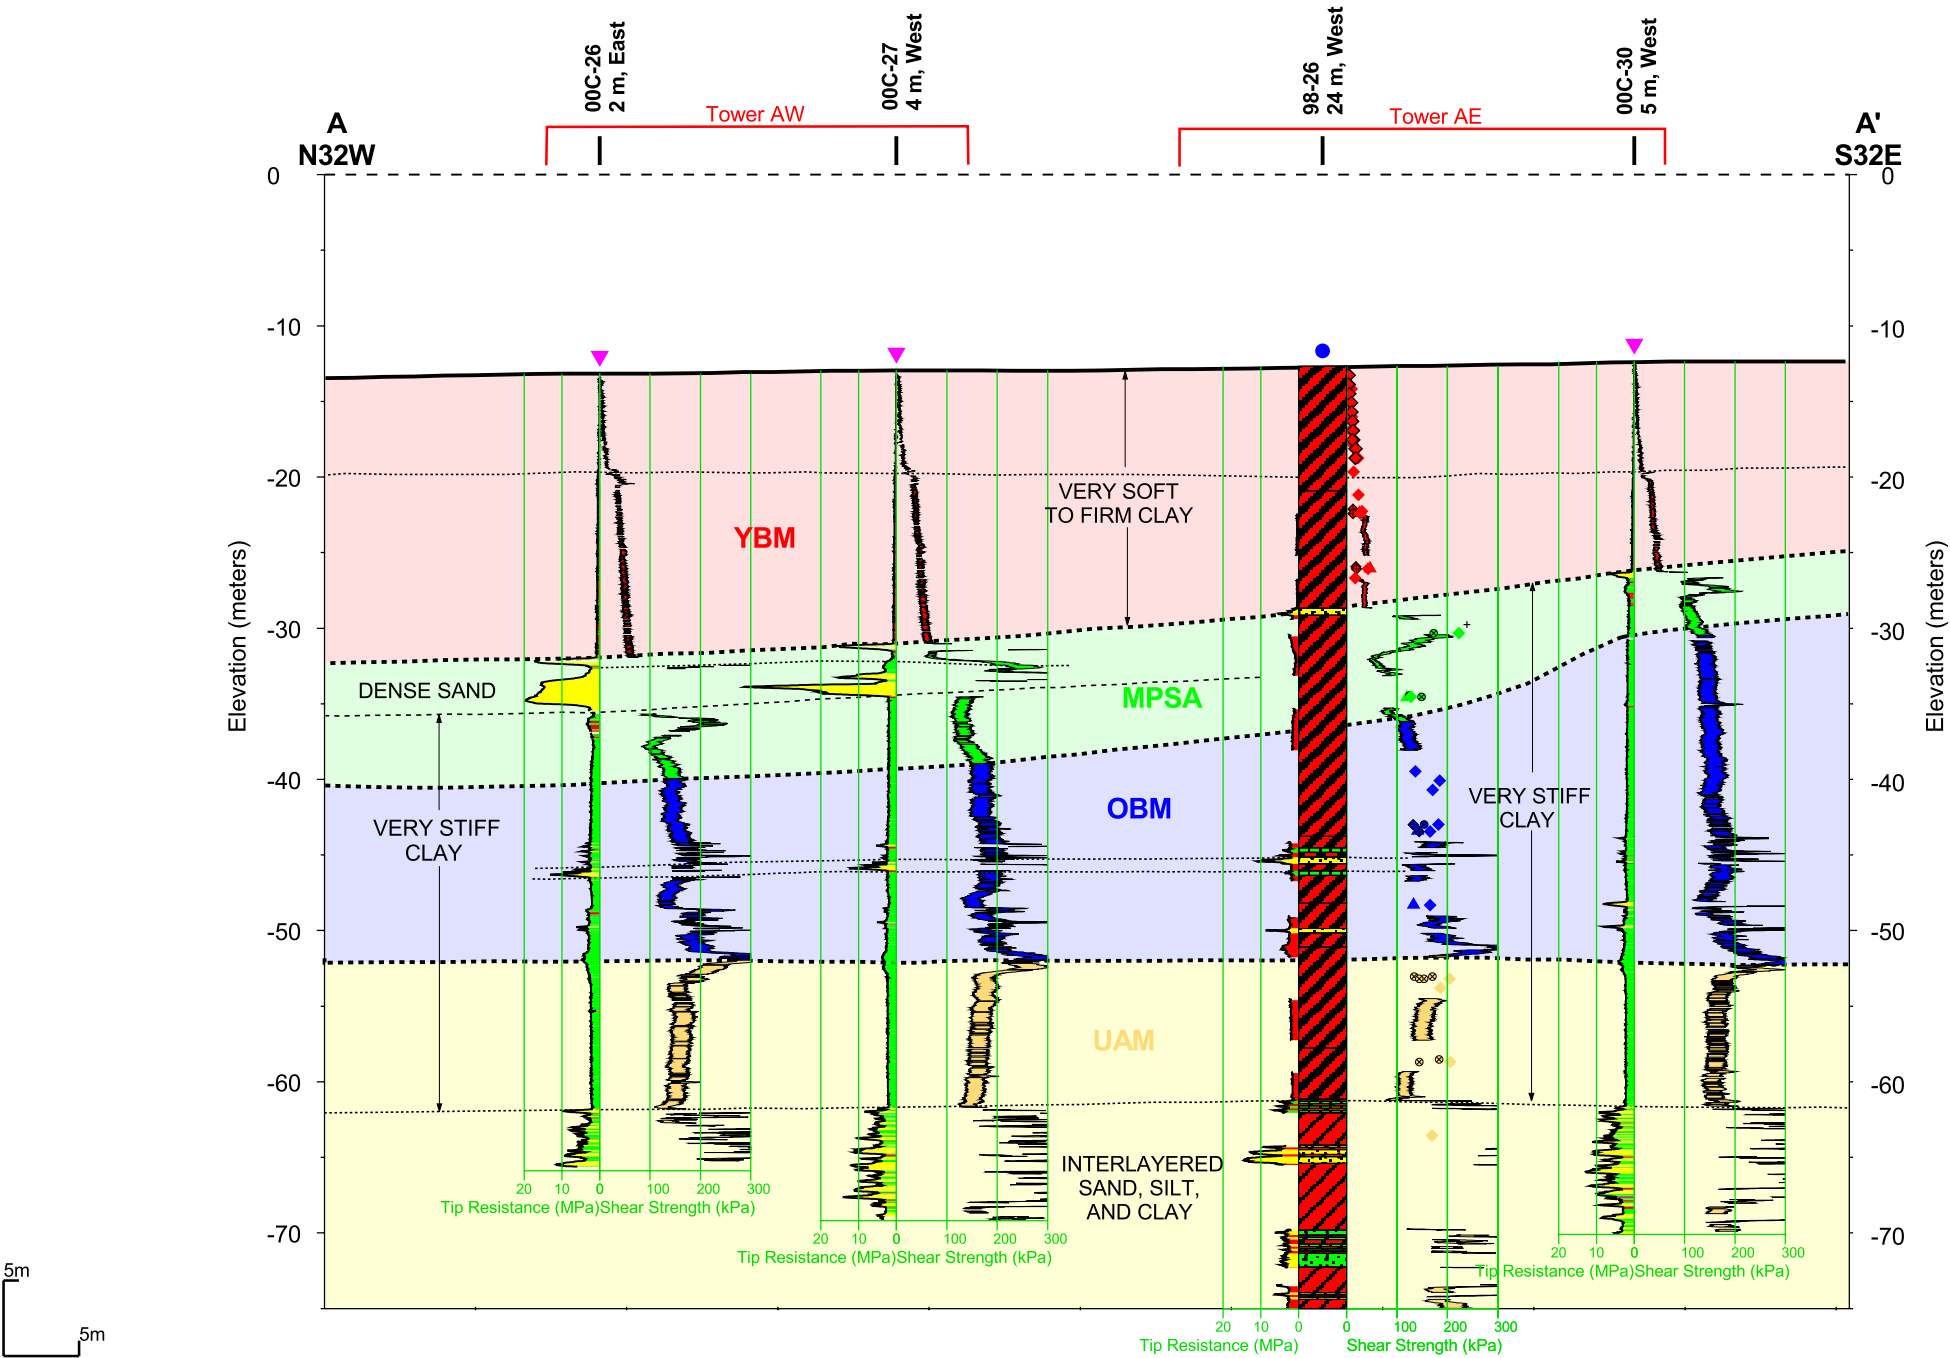 00C-26
2 m, East
00C-27
4 m, West
98-26
24 m, West
00C-30
5 m, West
Tower AW
Tower AE
A
N32W
A'
S32E
0
0
-10
-10
-20
-20
-30
-30
-40
-40
-50
-50
-60
-60
-70
-70
Elevation (meters)
Elevation (meters)
VERY SOFT
TO FIRM CLAY
YBM
DENSE SAND
MPSA
+
VERY STIFF
CLAY
OBM
VERY STIFF
CLAY
UAM
INTERLAYERED
SAND, SILT,
AND CLAY
20 10 0 100 200 300
Tip Resistance (MPa)Shear Strength (kPa)
20 10 0 100 200 300
Tip Resistance (MPa)Shear Strength (kPa)
20 10 0 100 200 300
Tip Resistance (MPa)Shear Strength (kPa)
20 10 0 0 100 200 300
Tip Resistance (MPa) Shear Strength (kPa)
5m
5m